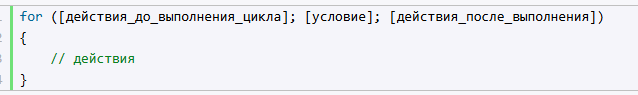 for ([действия_до_выполнения_цикла]; [условие]; [действия_после_выполнения])
{
// действия
}